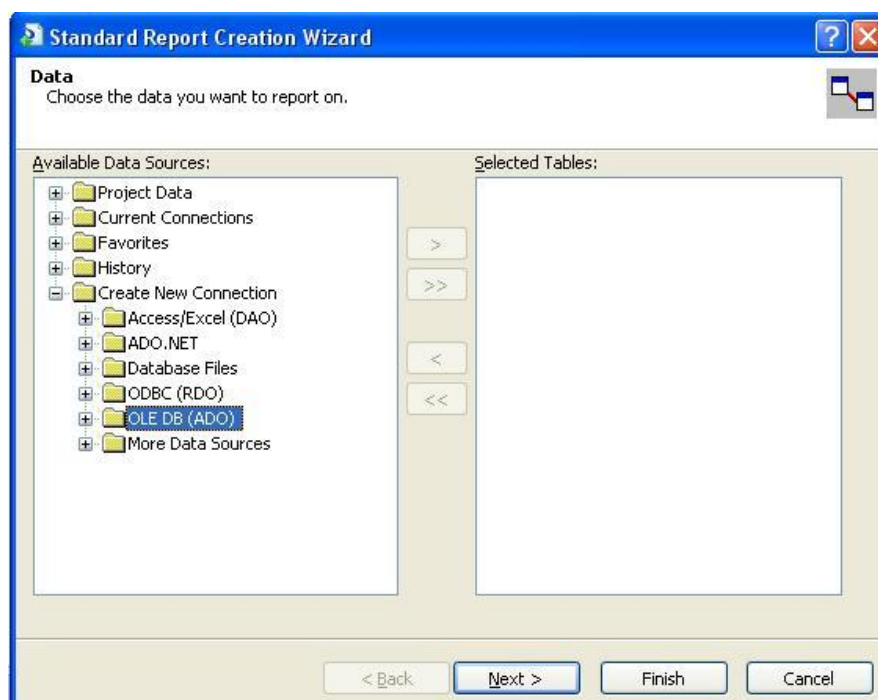 Standard Report Creation Wizard
Data
Choose the data you want to report on.
Available Data Sources:
Selected Tables:
Project Data
Current Connections
Favorites
History
Create New Connection
Access/Excel (DAO)
ADO.NET
Database Files
ODBC (RDO)
OLE DB (ADO)
More Data Sources
>
>>
<
<<
< Back
Next >
Finish
Cancel